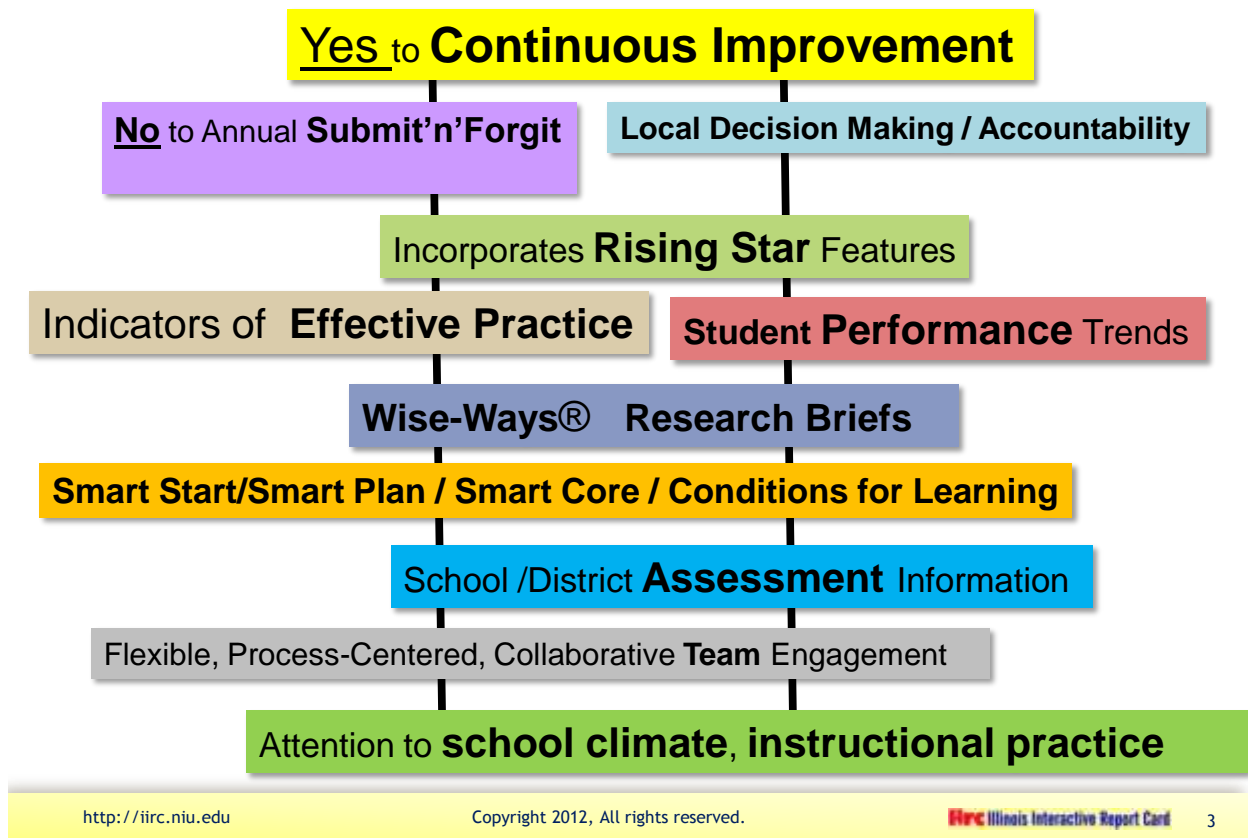 Yes to Continuous Improvement
No to Annual Submit'n'Forgit
Local Decision Making / Accountability
Incorporates Rising Star Features
Indicators of Effective Practice
Student Performance Trends
Wise-Ways® Research Briefs
Smart Start/Smart Plan / Smart Core / Conditions for Learning
School /District Assessment Information
Flexible, Process-Centered, Collaborative Team Engagement
Attention to school climate, instructional practice
http://iirc.niu.edu
Copyright 2012, All rights reserved.
iirc Illinois Interactive Report Card
3